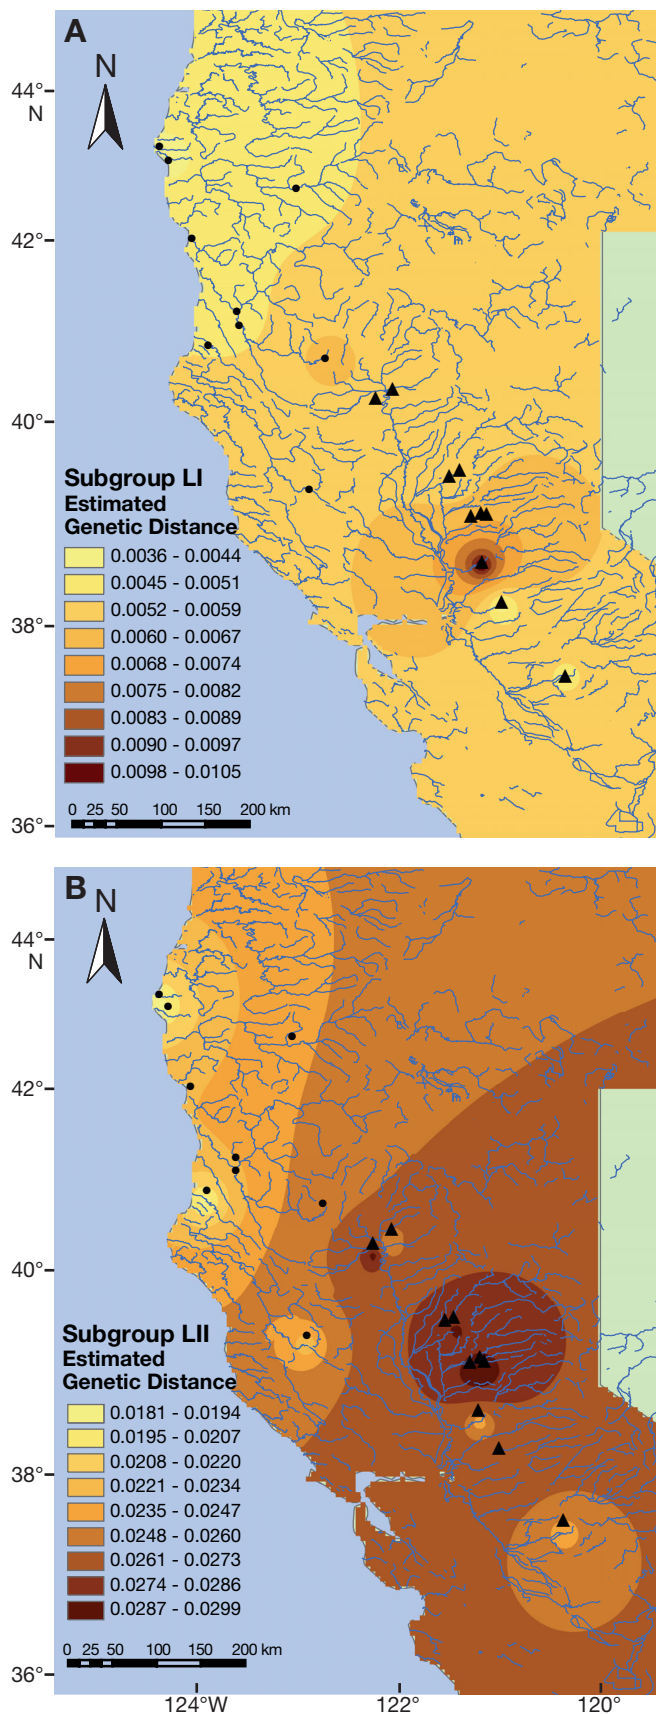 A
N
44°
N
42°
40°
38°
36°
Subgroup LI
Estimated
Genetic Distance
0.0036 - 0.0044
0.0045 - 0.0051
0.0052 - 0.0059
0.0060 - 0.0067
0.0068 - 0.0074
0.0075 - 0.0082
0.0083 - 0.0089
0.0090 - 0.0097
0.0098 - 0.0105
0 25 50 100 150 200 km
B
N
44°
N
42°
40°
38°
36°
Subgroup LII
Estimated
Genetic Distance
0.0181 - 0.0194
0.0195 - 0.0207
0.0208 - 0.0220
0.0221 - 0.0234
0.0235 - 0.0247
0.0248 - 0.0260
0.0261 - 0.0273
0.0274 - 0.0286
0.0287 - 0.0299
0 25 50 100 150 200 km
124°W 122° 120°